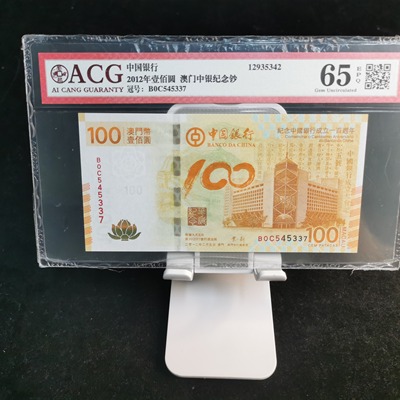 ACG
AI CANG GUARANTY
中国银行
2012年壹佰圆 澳门中银纪念钞
冠号: B0C545337
12935342
65 EPQ
Gem Uncirculated
100 澳門幣
壹佰圓
中国银行
BANCO DA CHINA
紀念中國銀行成立一百周年
100
B0C545337
B0C545337
100